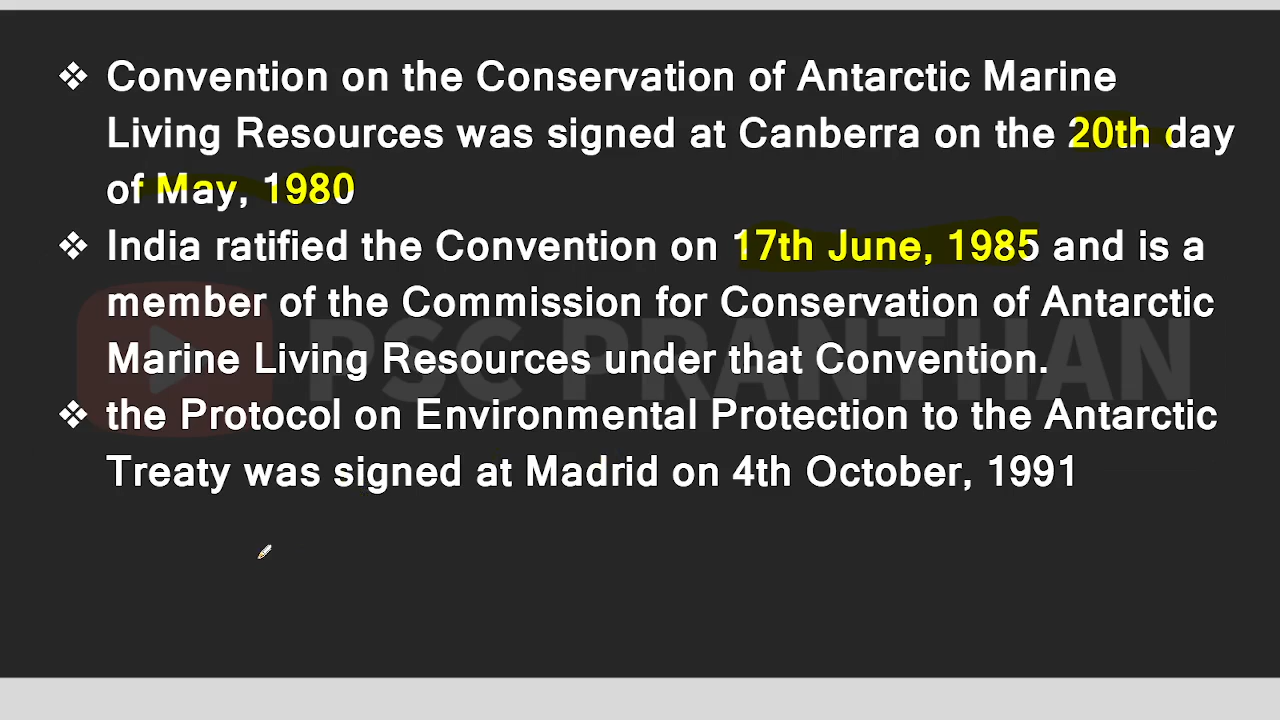 ❖ Convention on the Conservation of Antarctic Marine
Living Resources was signed at Canberra on the 20th day
of May, 1980
❖ India ratified the Convention on 17th June, 1985 and is a
member of the Commission for Conservation of Antarctic
Marine Living Resources under that Convention.
PSC PRANTHAN
❖ the Protocol on Environmental Protection to the Antarctic
Treaty was signed at Madrid on 4th October, 1991